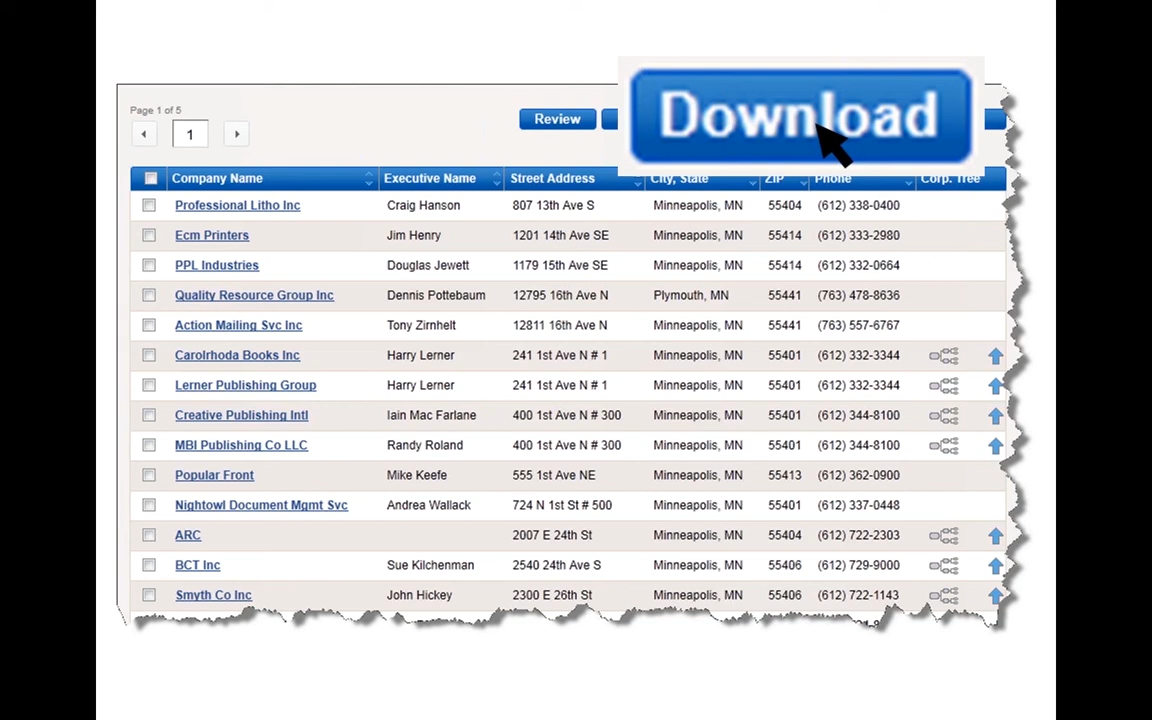 Page 1 of 5
1
Review
Download
Company Name Executive Name Street Address City, State ZIP Phone Corp. Tree
Professional Litho Inc Craig Hanson 807 13th Ave S Minneapolis, MN 55404 (612) 338-0400
Ecm Printers Jim Henry 1201 14th Ave SE Minneapolis, MN 55414 (612) 333-2980
PPL Industries Douglas Jewett 1179 15th Ave SE Minneapolis, MN 55414 (612) 332-0664
Quality Resource Group Inc Dennis Pottebaum 12795 16th Ave N Plymouth, MN 55441 (763) 478-8636
Action Mailing Svc Inc Tony Zirnhelt 12811 16th Ave N Minneapolis, MN 55441 (763) 557-6767
Carolrhoda Books Inc Harry Lerner 241 1st Ave N # 1 Minneapolis, MN 55401 (612) 332-3344
Lerner Publishing Group Harry Lerner 241 1st Ave N # 1 Minneapolis, MN 55401 (612) 332-3344
Creative Publishing Intl Iain Mac Farlane 400 1st Ave N # 300 Minneapolis, MN 55401 (612) 344-8100
MBI Publishing Co LLC Randy Roland 400 1st Ave N # 300 Minneapolis, MN 55401 (612) 344-8100
Popular Front Mike Keefe 555 1st Ave NE Minneapolis, MN 55413 (612) 362-0900
Nightowl Document Mgmt Svc Andrea Wallack 724 N 1st St # 500 Minneapolis, MN 55401 (612) 337-0448
ARC 2007 E 24th St Minneapolis, MN 55404 (612) 722-2303
BCT Inc Sue Kilchenman 2540 24th Ave S Minneapolis, MN 55406 (612) 729-9000
Smyth Co Inc John Hickey 2300 E 26th St Minneapolis, MN 55406 (612) 722-1143